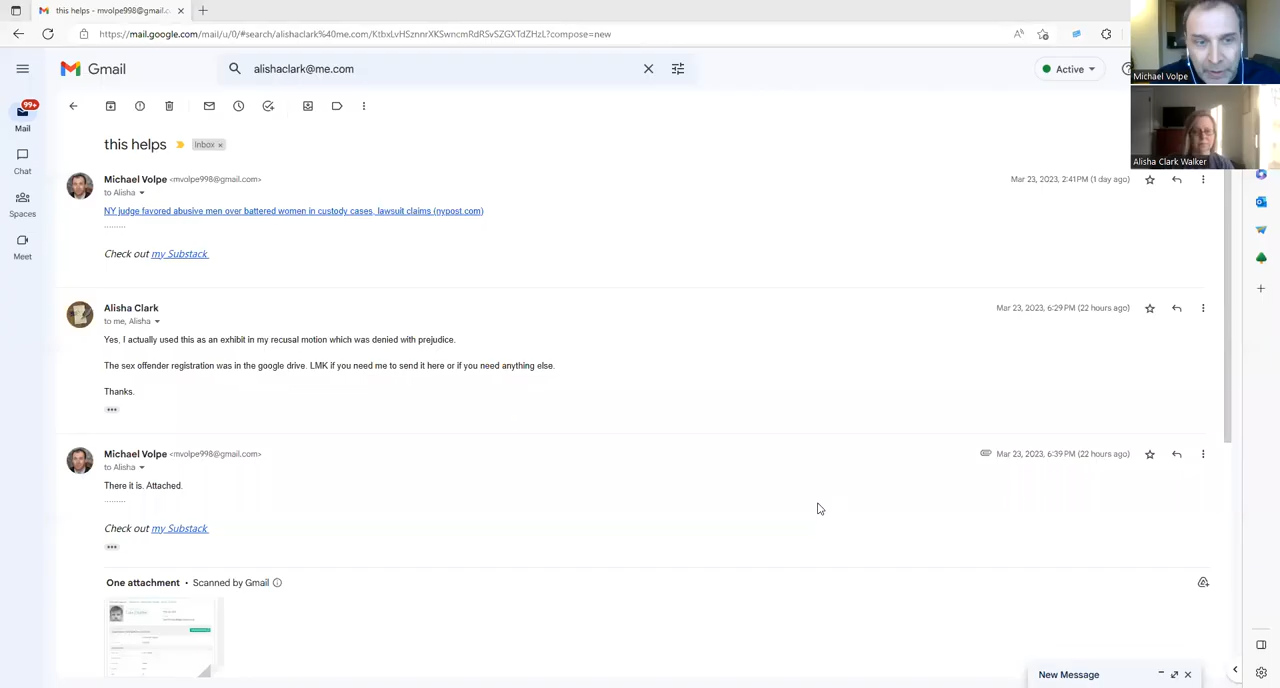 this helps - mvolpe998@gmail.c
https://mail.google.com/mail/u/0/#search/alishaclark%40me.com/KtbxLvHSznnrXKSwncmRdRSvSZGXTdZHzL?compose=new
Michael Volpe
Gmail
alishaclark@me.com
Active
99+
Mail
Chat
Spaces
Meet
Alisha Clark Walker
this helps
Inbox ×
Michael Volpe <mvolpe998@gmail.com>
Mar 23, 2023, 2:41 PM (1 day ago)
to Alisha
NY judge favored abusive men over battered women in custody cases, lawsuit claims (nypost.com)
.........
Check out my Substack
Alisha Clark
Mar 23, 2023, 6:29 PM (22 hours ago)
to me, Alisha
Yes, I actually used this as an exhibit in my recusal motion which was denied with prejudice.
The sex offender registration was in the google drive. LMK if you need me to send it here or if you need anything else.
Thanks.
Michael Volpe <mvolpe998@gmail.com>
Mar 23, 2023, 6:39 PM (22 hours ago)
to Alisha
There it is. Attached.
.........
Check out my Substack
One attachment • Scanned by Gmail
New Message